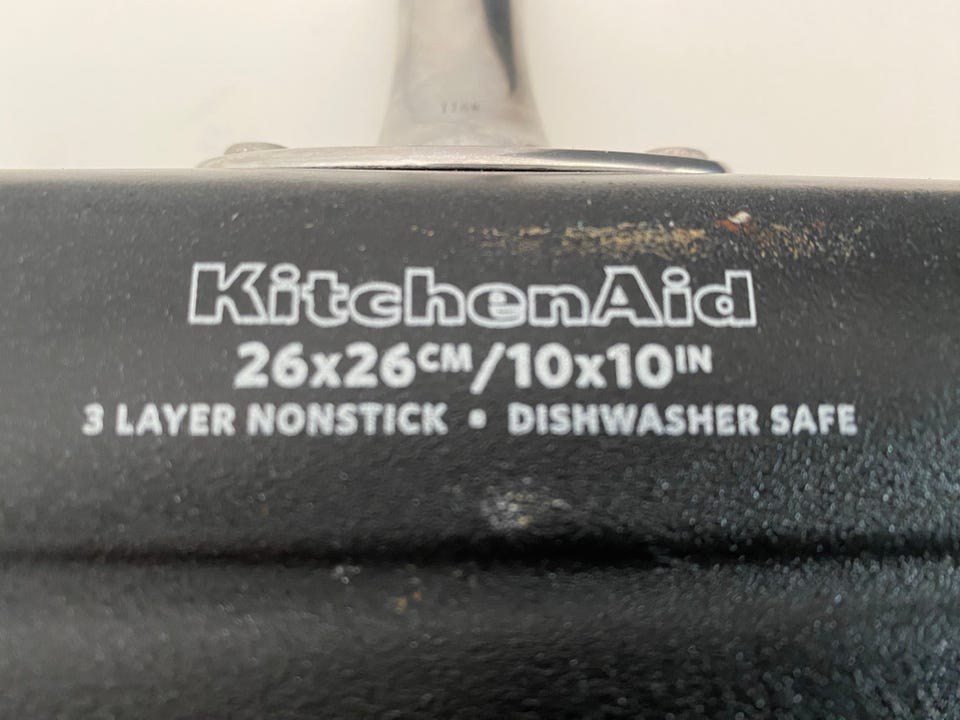 KitchenAid
26x26CM/10x10IN
3 LAYER NONSTICK • DISHWASHER SAFE